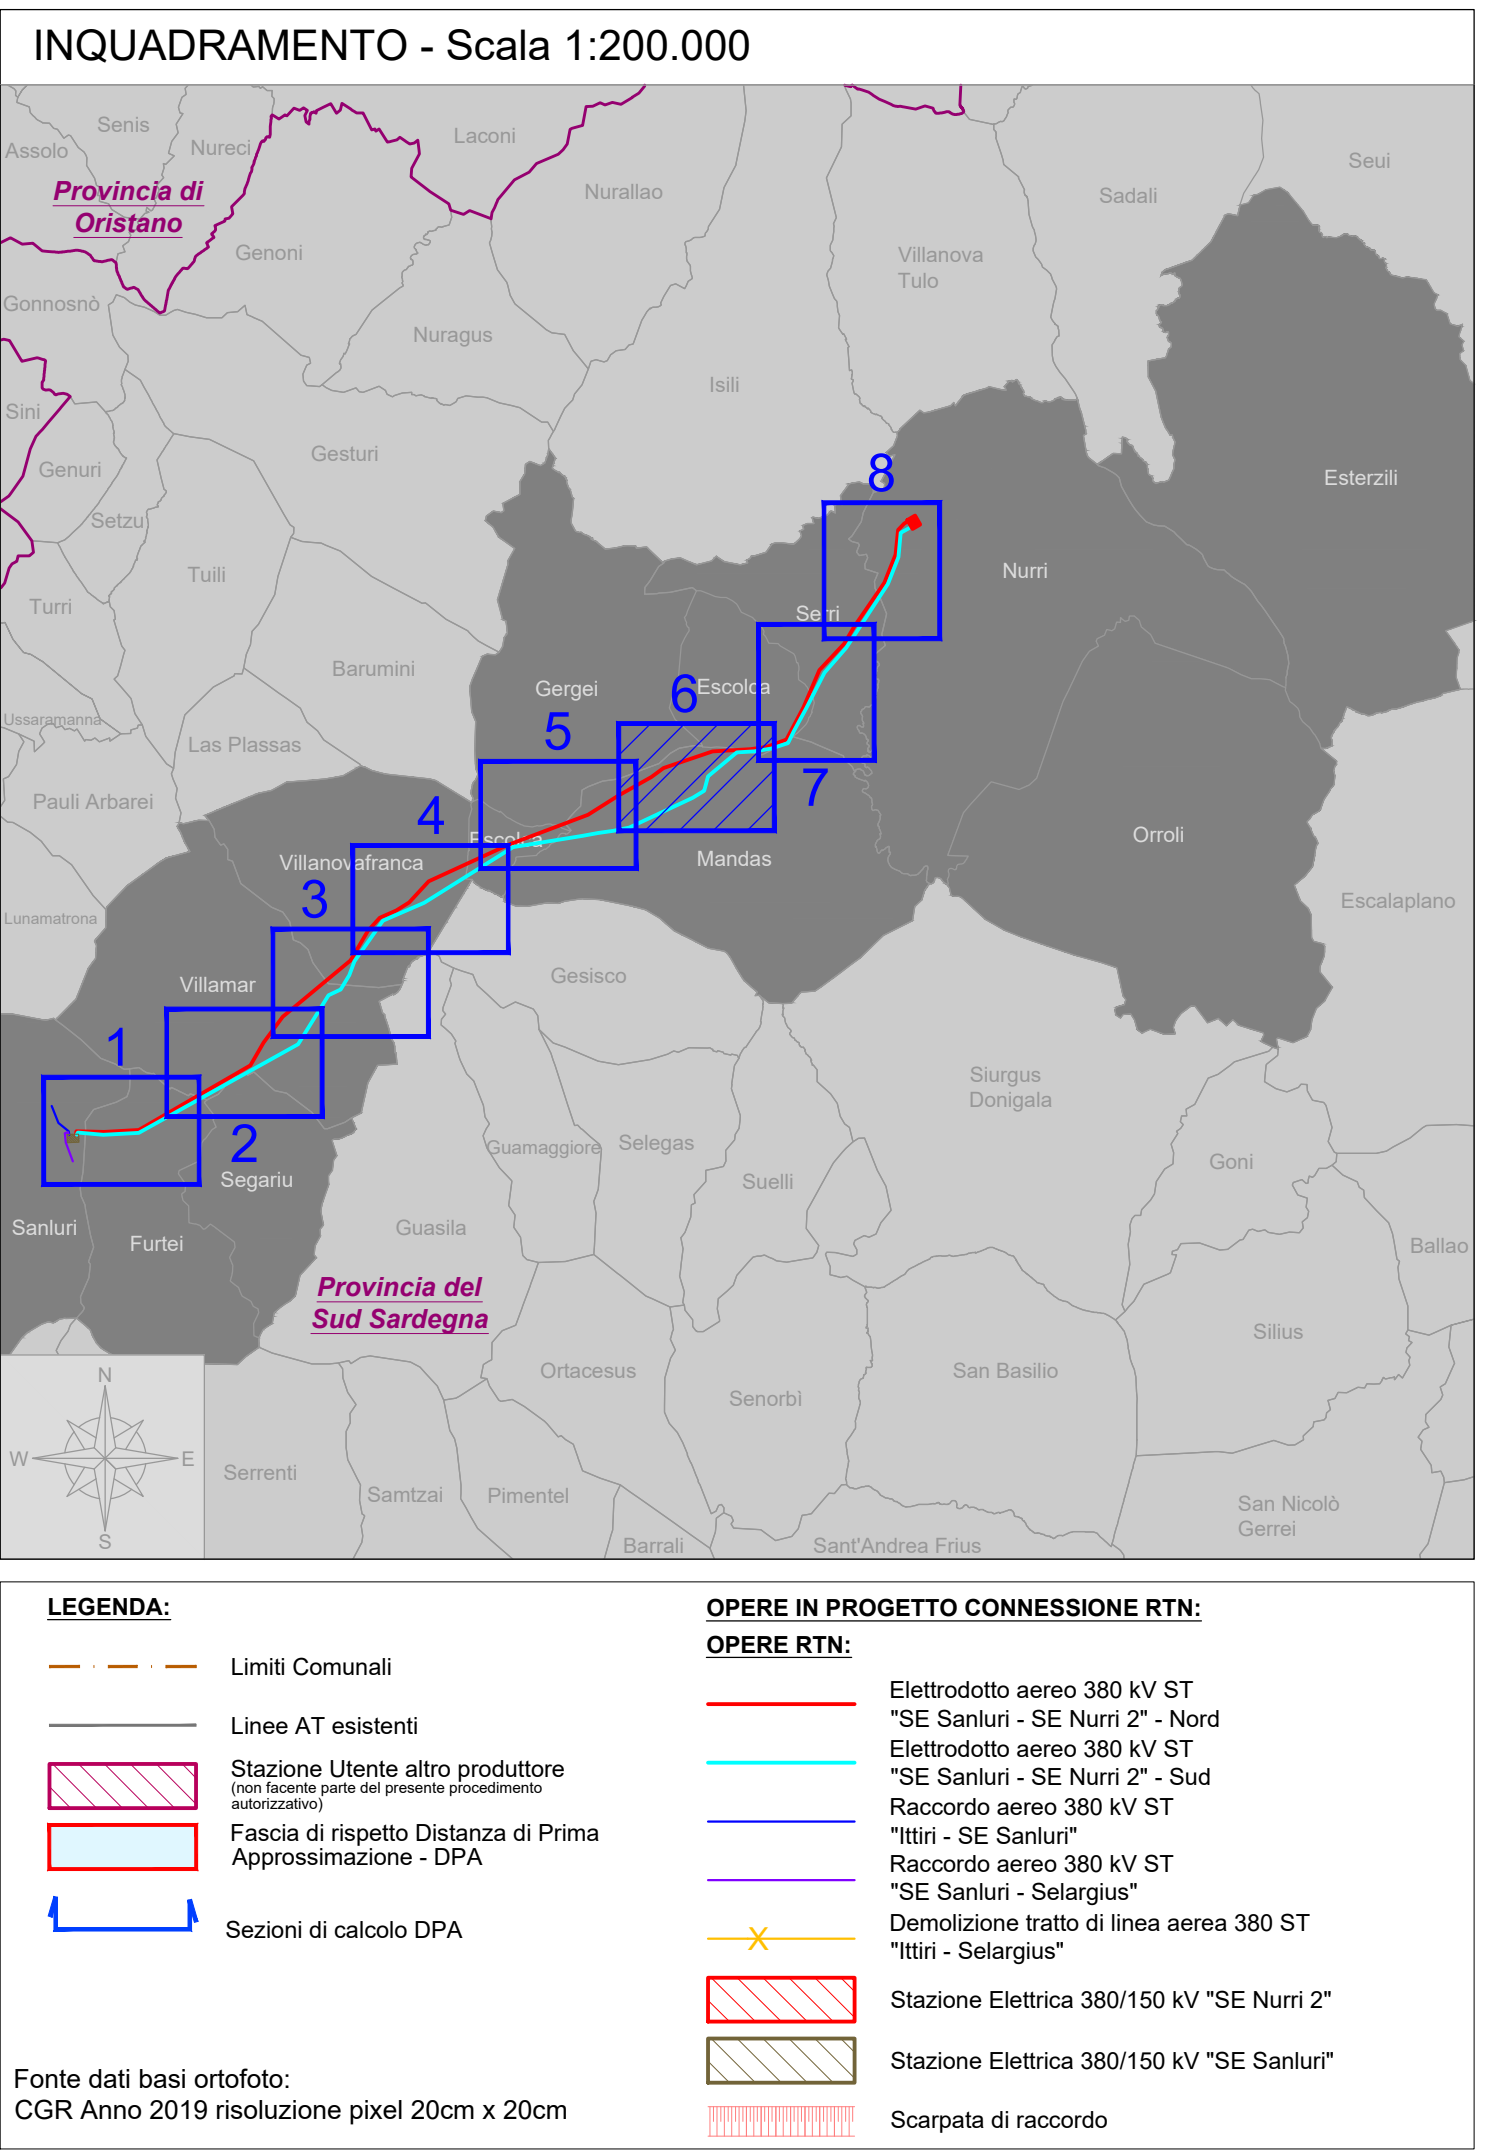 INQUADRAMENTO - Scala 1:200.000
Senis
Assolo
Nureci
Laconi
Seui
Provincia di
Oristano
Nurallao
Sadali
Genoni
Villanova
Tulo
Gonnosnò
Nuragus
Isili
Sini
Gesturi
Genuri
8
Esterzili
Setzu
Tuili
Nurri
Turri
Serri
Barumini
Gergei
6
Escolca
Ussaramanna
Las Plassas
5
7
Pauli Arbarei
4
Escolca
Orroli
Villanovafranca
Mandas
3
Escalaplano
Lunamatrona
Gesisco
Villamar
1
Siurgus
Donigala
2
Guamaggiore
Selegas
Goni
Segariu
Suelli
Sanluri
Guasila
Furtei
Ballao
Provincia del
Sud Sardegna
Silius
N
Ortacesus
San Basilio
Senorbì
W
E
Serrenti
Samtzai
Pimentel
San Nicolò
Gerrei
S
Barrali
Sant'Andrea Frius
LEGENDA:
Limiti Comunali
Linee AT esistenti
Stazione Utente altro produttore
(non facente parte del presente procedimento
autorizzativo)
Fascia di rispetto Distanza di Prima
Approssimazione - DPA
Sezioni di calcolo DPA
Fonte dati basi ortofoto:
CGR Anno 2019 risoluzione pixel 20cm x 20cm
OPERE IN PROGETTO CONNESSIONE RTN:
OPERE RTN:
Elettrodotto aereo 380 kV ST
"SE Sanluri - SE Nurri 2" - Nord
Elettrodotto aereo 380 kV ST
"SE Sanluri - SE Nurri 2" - Sud
Raccordo aereo 380 kV ST
"Ittiri - SE Sanluri"
Raccordo aereo 380 kV ST
"SE Sanluri - Selargius"
Demolizione tratto di linea aerea 380 ST
"Ittiri - Selargius"
X
Stazione Elettrica 380/150 kV "SE Nurri 2"
Stazione Elettrica 380/150 kV "SE Sanluri"
Scarpata di raccordo